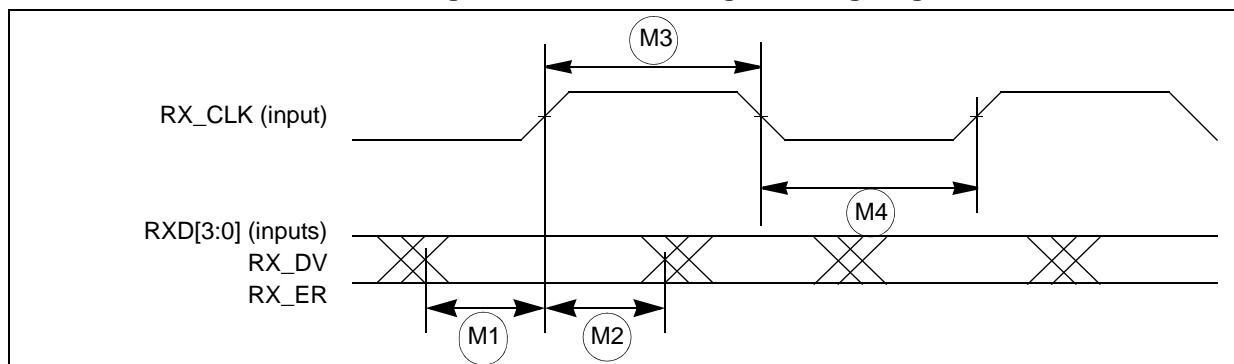 M3
RX_CLK (input)
M4
RXD[3:0] (inputs)
RX_DV
RX_ER
M1
M2